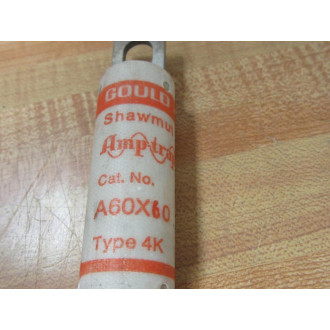 GOULD
Shawmut
Amp-trap
Cat. No.
A60X60
Type 4K